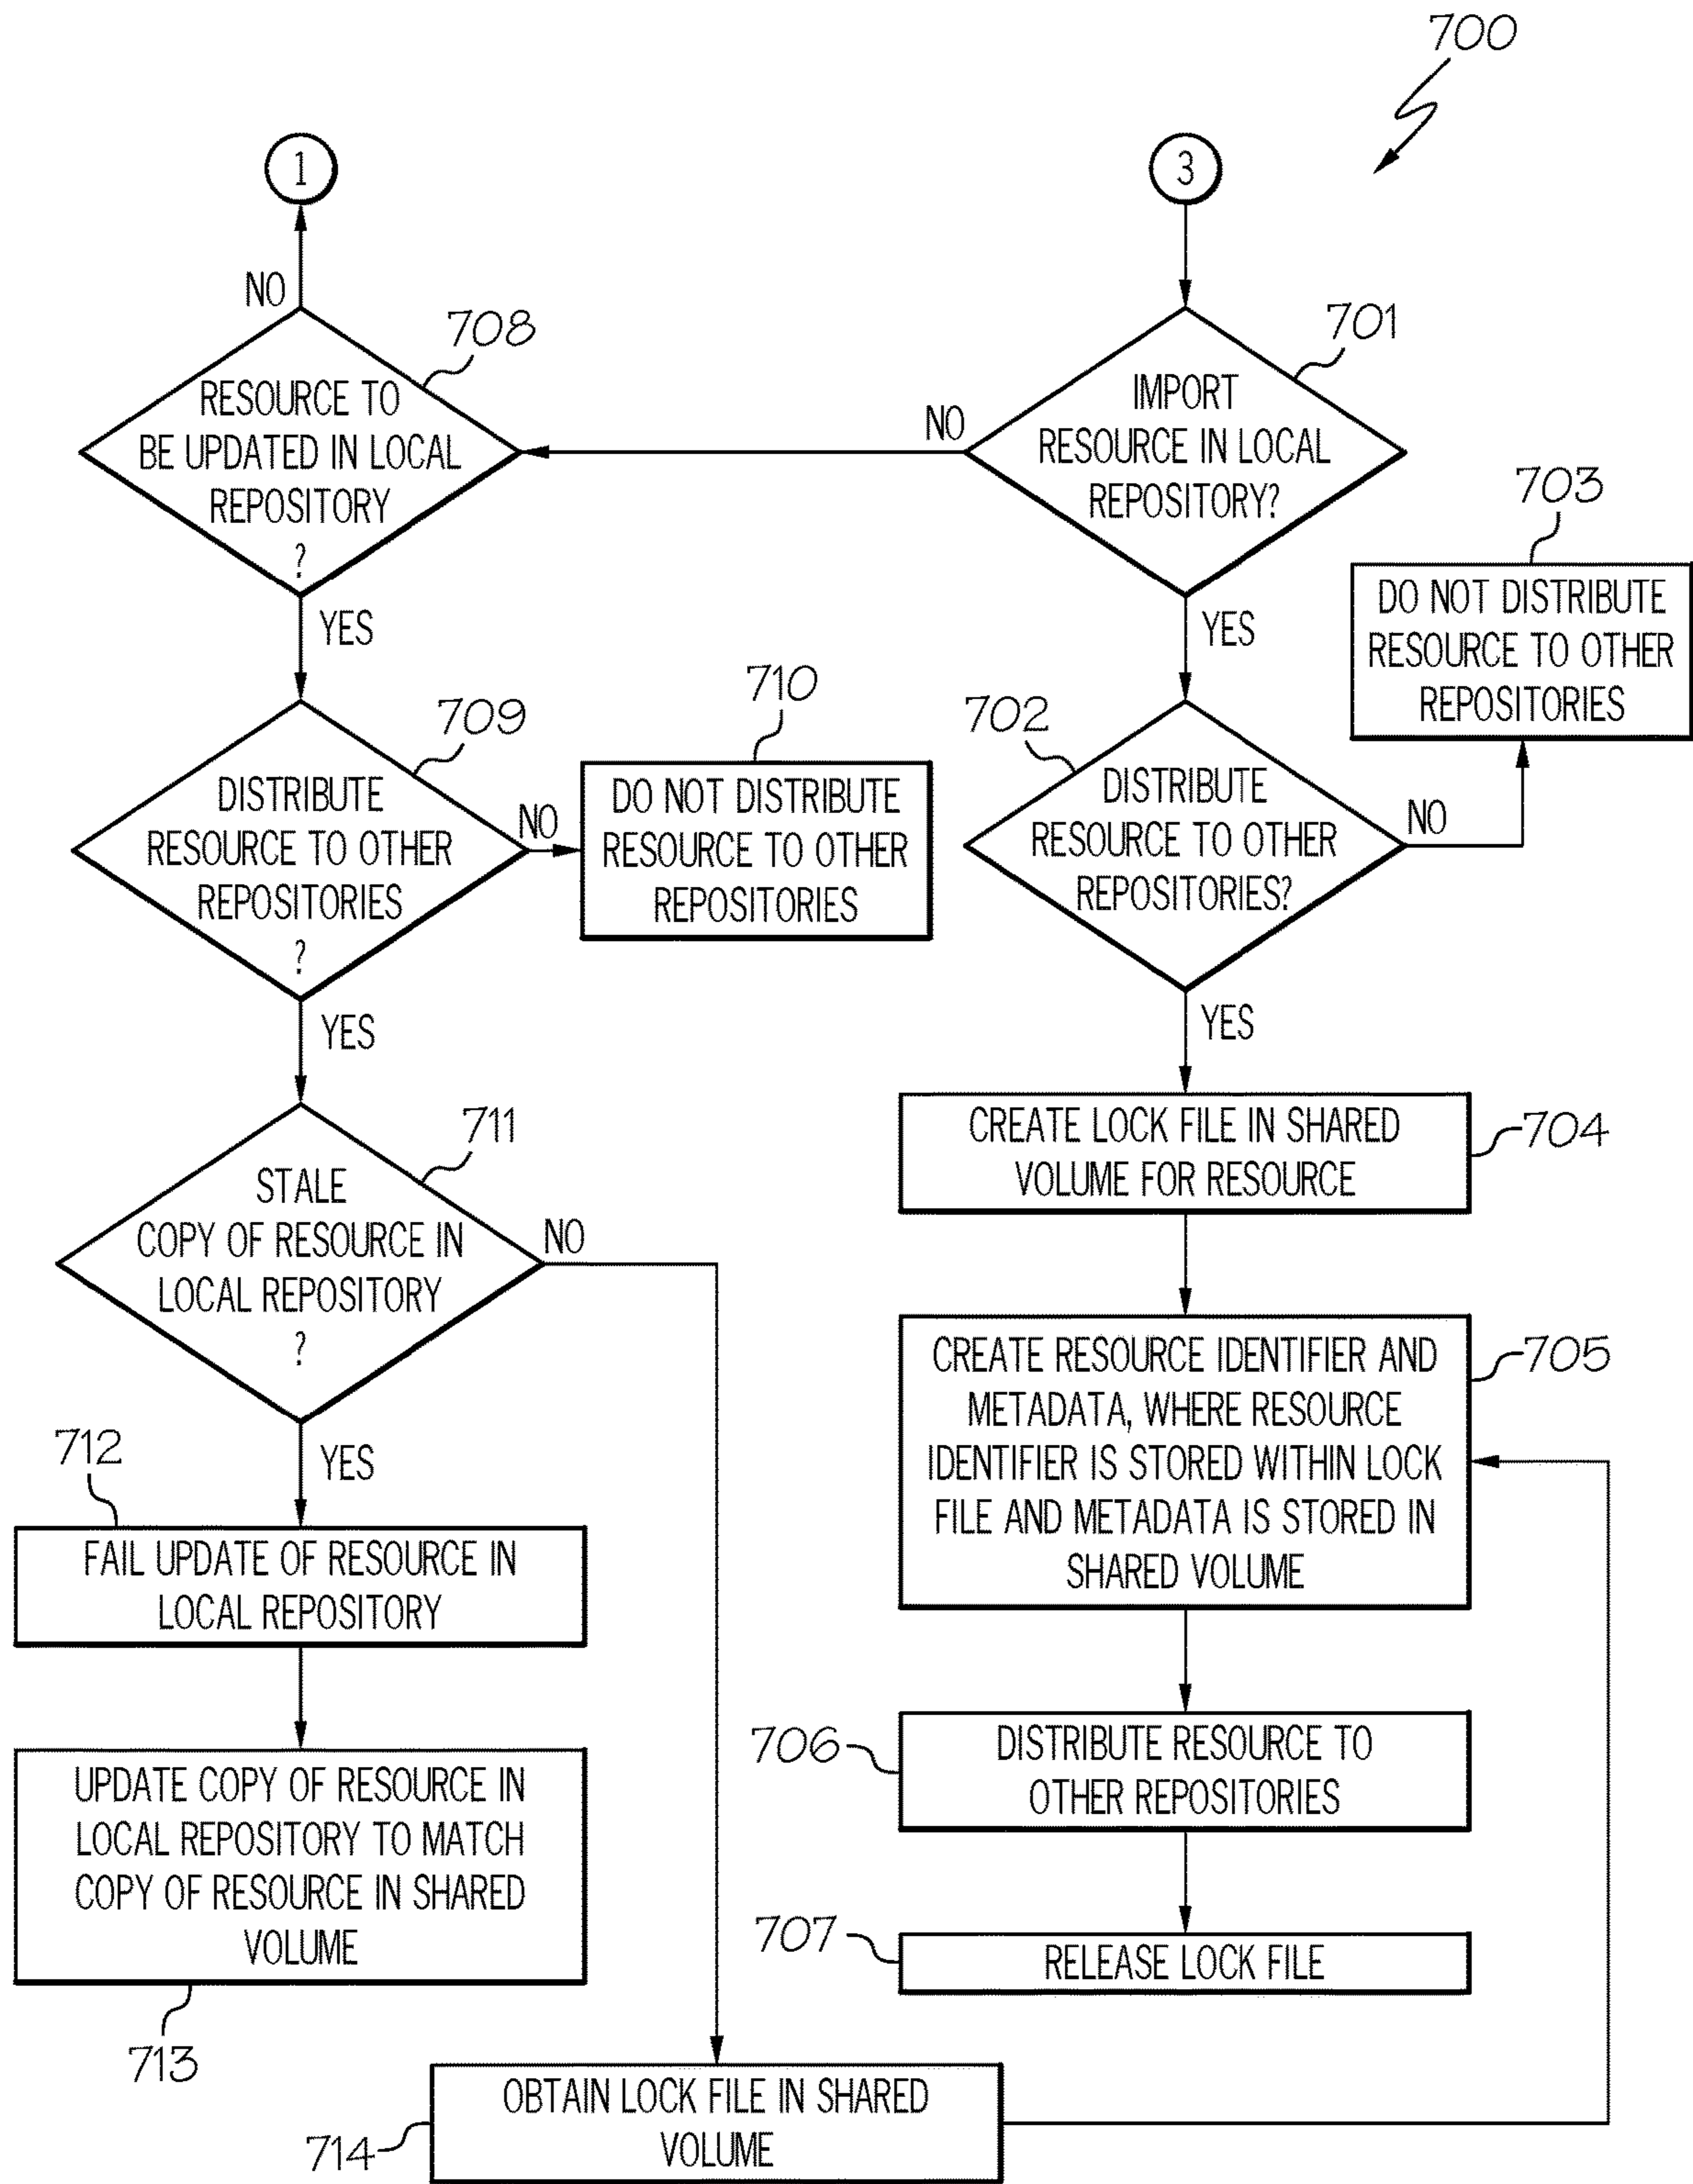 700
1
3
NO
708
RESOURCE TO
BE UPDATED IN LOCAL
REPOSITORY
?
NO
701
IMPORT
RESOURCE IN LOCAL
REPOSITORY?
YES
YES
703
DO NOT DISTRIBUTE
RESOURCE TO OTHER
REPOSITORIES
709
DISTRIBUTE
RESOURCE TO OTHER
REPOSITORIES
?
NO
710
DO NOT DISTRIBUTE
RESOURCE TO OTHER
REPOSITORIES
702
DISTRIBUTE
RESOURCE TO OTHER
REPOSITORIES?
NO
YES
YES
711
STALE
COPY OF RESOURCE IN
LOCAL REPOSITORY
?
NO
YES
704
CREATE LOCK FILE IN SHARED
VOLUME FOR RESOURCE
705
CREATE RESOURCE IDENTIFIER AND
METADATA, WHERE RESOURCE
IDENTIFIER IS STORED WITHIN LOCK
FILE AND METADATA IS STORED IN
SHARED VOLUME
712
FAIL UPDATE OF RESOURCE IN
LOCAL REPOSITORY
706
DISTRIBUTE RESOURCE TO
OTHER REPOSITORIES
UPDATE COPY OF RESOURCE IN
LOCAL REPOSITORY TO MATCH
COPY OF RESOURCE IN SHARED
VOLUME
713
707
RELEASE LOCK FILE
714
OBTAIN LOCK FILE IN SHARED
VOLUME